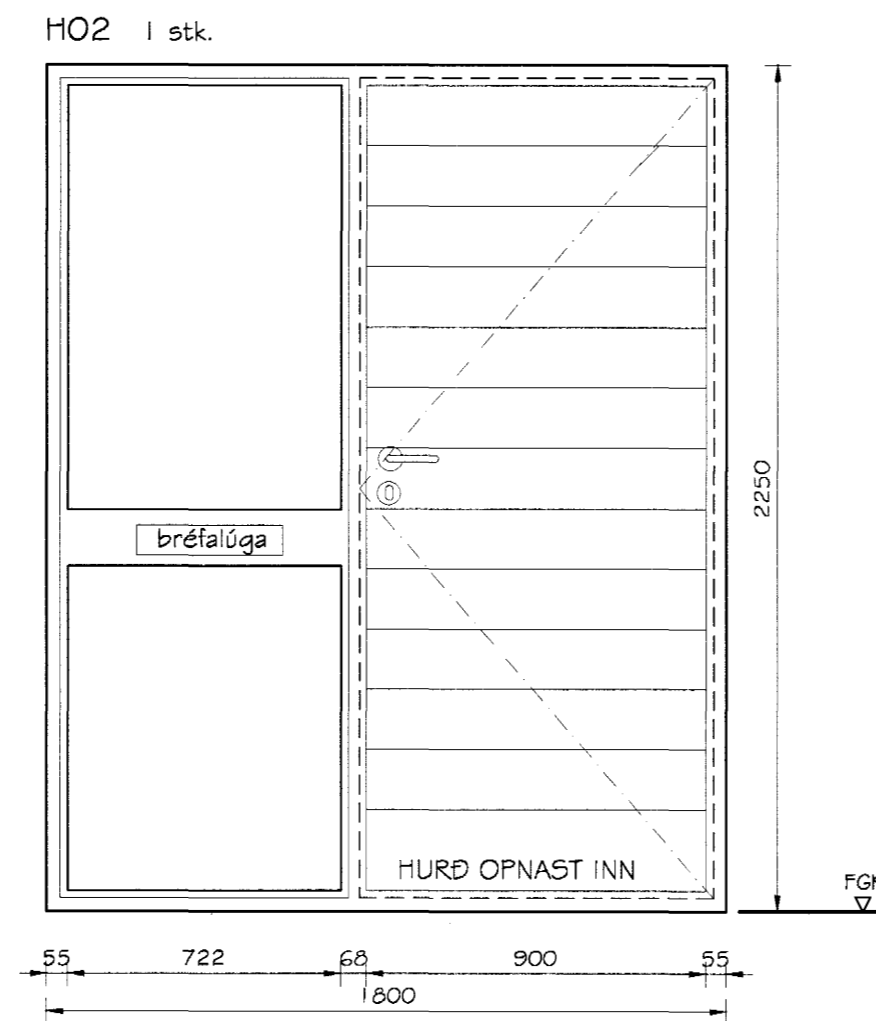 HO2 1 stk.
2250
bréfalúga
HURÐ OPNAST INN
55 722 68 900 55
1800